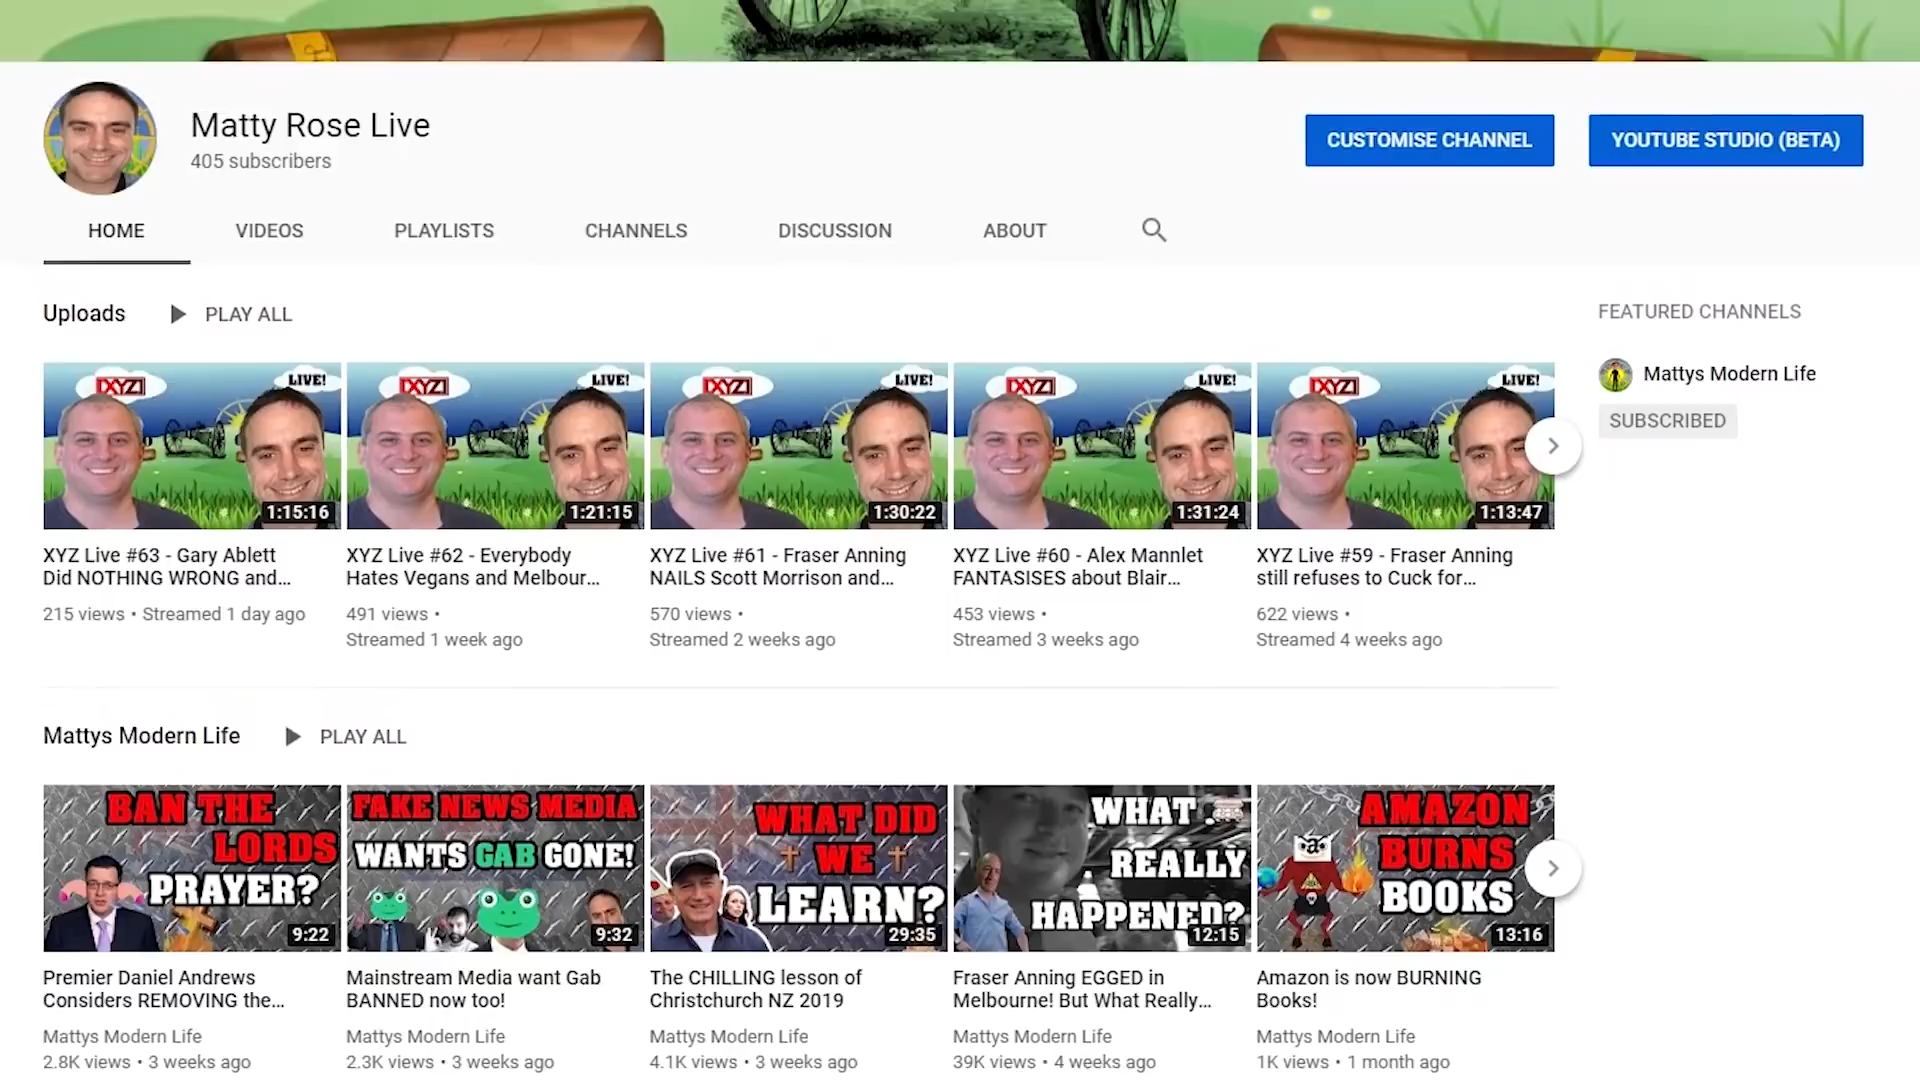 Matty Rose Live
405 subscribers
CUSTOMISE CHANNEL
YOUTUBE STUDIO (BETA)
HOME VIDEOS PLAYLISTS CHANNELS DISCUSSION ABOUT
Uploads PLAY ALL
FEATURED CHANNELS
Mattys Modern Life
SUBSCRIBED
XYZ LIVE!
1:15:16
XYZ Live #63 - Gary Ablett
Did NOTHING WRONG and...
215 views • Streamed 1 day ago
XYZ LIVE!
1:21:15
XYZ Live #62 - Everybody
Hates Vegans and Melbour...
491 views •
Streamed 1 week ago
XYZ LIVE!
1:30:22
XYZ Live #61 - Fraser Anning
NAILS Scott Morrison and...
570 views •
Streamed 2 weeks ago
XYZ LIVE!
1:31:24
XYZ Live #60 - Alex Mannlet
FANTASISES about Blair...
453 views •
Streamed 3 weeks ago
XYZ LIVE!
1:13:47
XYZ Live #59 - Fraser Anning
still refuses to Cuck for...
622 views •
Streamed 4 weeks ago
Mattys Modern Life PLAY ALL
BAN THE
LORDS
PRAYER?
9:22
Premier Daniel Andrews
Considers REMOVING the...
Mattys Modern Life
2.8K views • 3 weeks ago
FAKE NEWS MEDIA
WANTS GAB GONE!
9:32
Mainstream Media want Gab
BANNED now too!
Mattys Modern Life
2.3K views • 3 weeks ago
WHAT DID
WE
LEARN?
29:35
The CHILLING lesson of
Christchurch NZ 2019
Mattys Modern Life
4.1K views • 3 weeks ago
WHAT
REALLY
HAPPENED?
12:15
Fraser Anning EGGED in
Melbourne! But What Really...
Mattys Modern Life
39K views • 4 weeks ago
AMAZON
BURNS
BOOKS
a
13:16
Amazon is now BURNING
Books!
Mattys Modern Life
1K views • 1 month ago